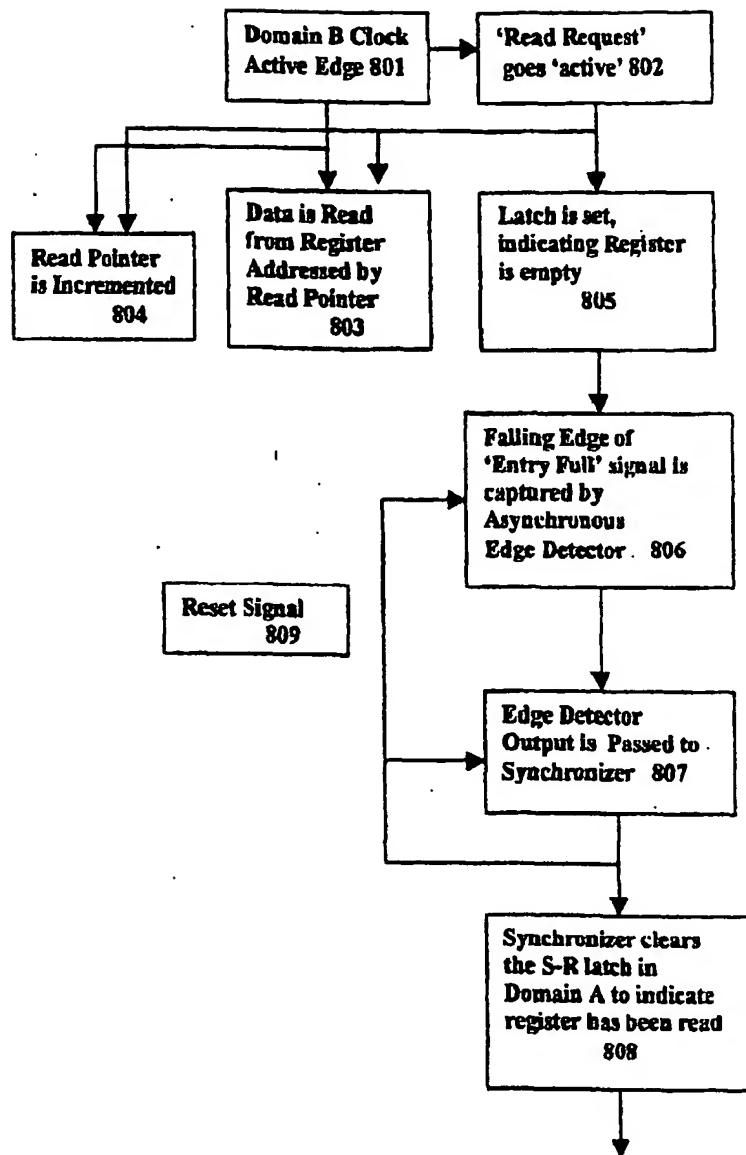 Domain B Clock
Active Edge 801
‘Read Request’
goes ‘active’ 802
Read Pointer
is Incremented
804
Data is Read
from Register
Addressed by
Read Pointer
803
Latch is set,
indicating Register
is empty
805
Falling Edge of
‘Entry Full’ signal is
captured by
Asynchronous
Edge Detector. 806
Reset Signal
809
Edge Detector
Output is Passed to
Synchronizer 807
Synchronizer clears
the S-R latch in
Domain A to indicate
register has been read
808